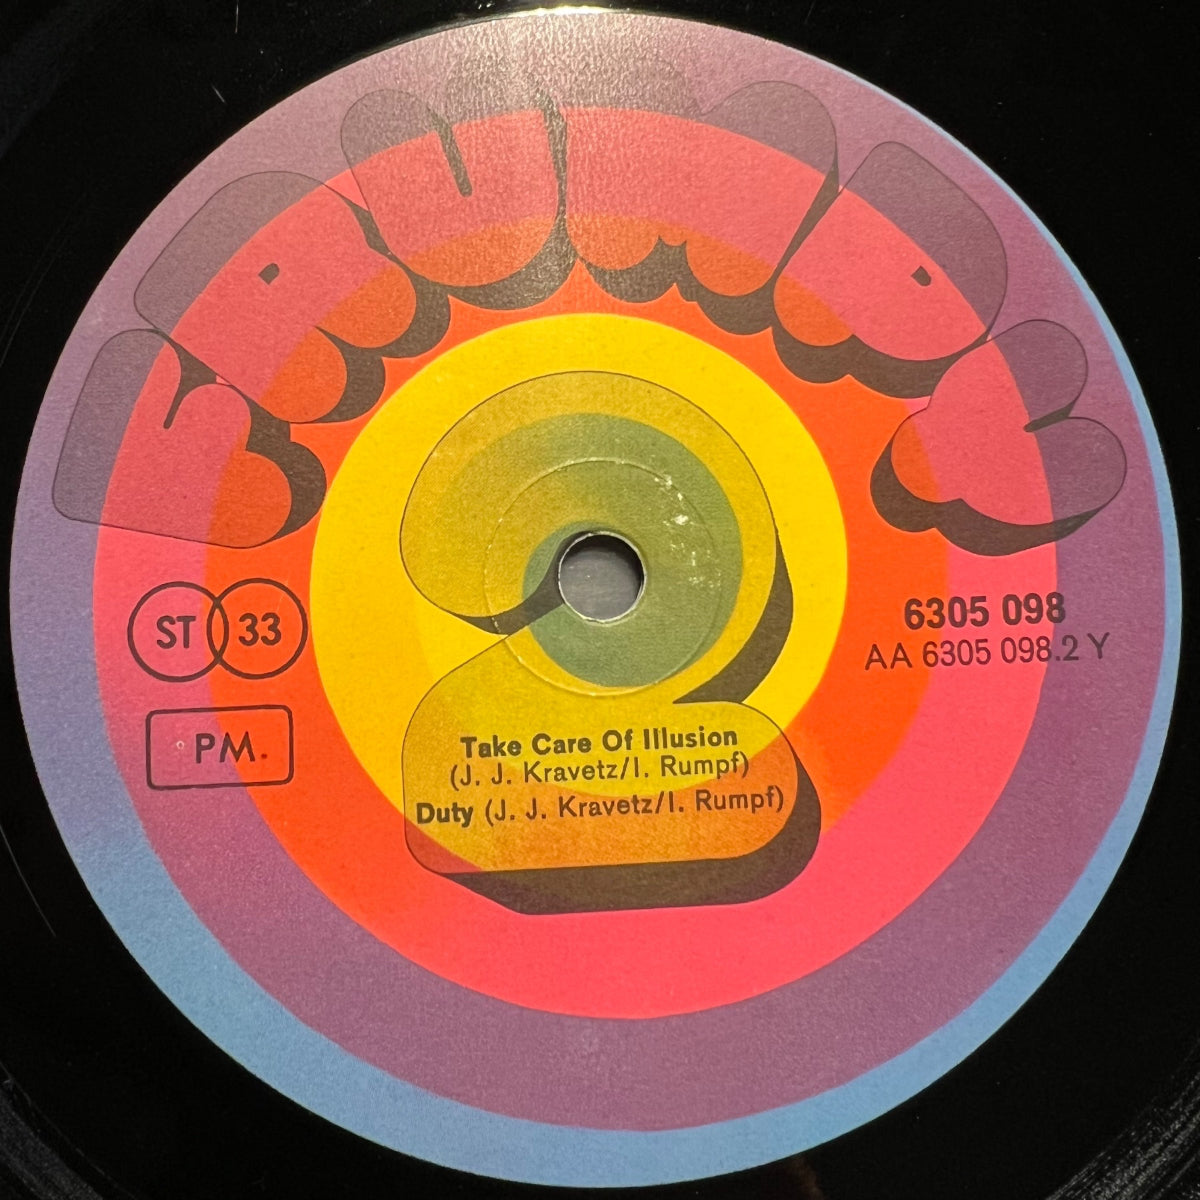 FRUMPY
2
ST 33
PM.
6305 098
AA 6305 098.2 Y
Take Care Of Illusion
(J. J. Kravetz/I. Rumpf)
Duty (J. J. Kravetz/I. Rumpf)